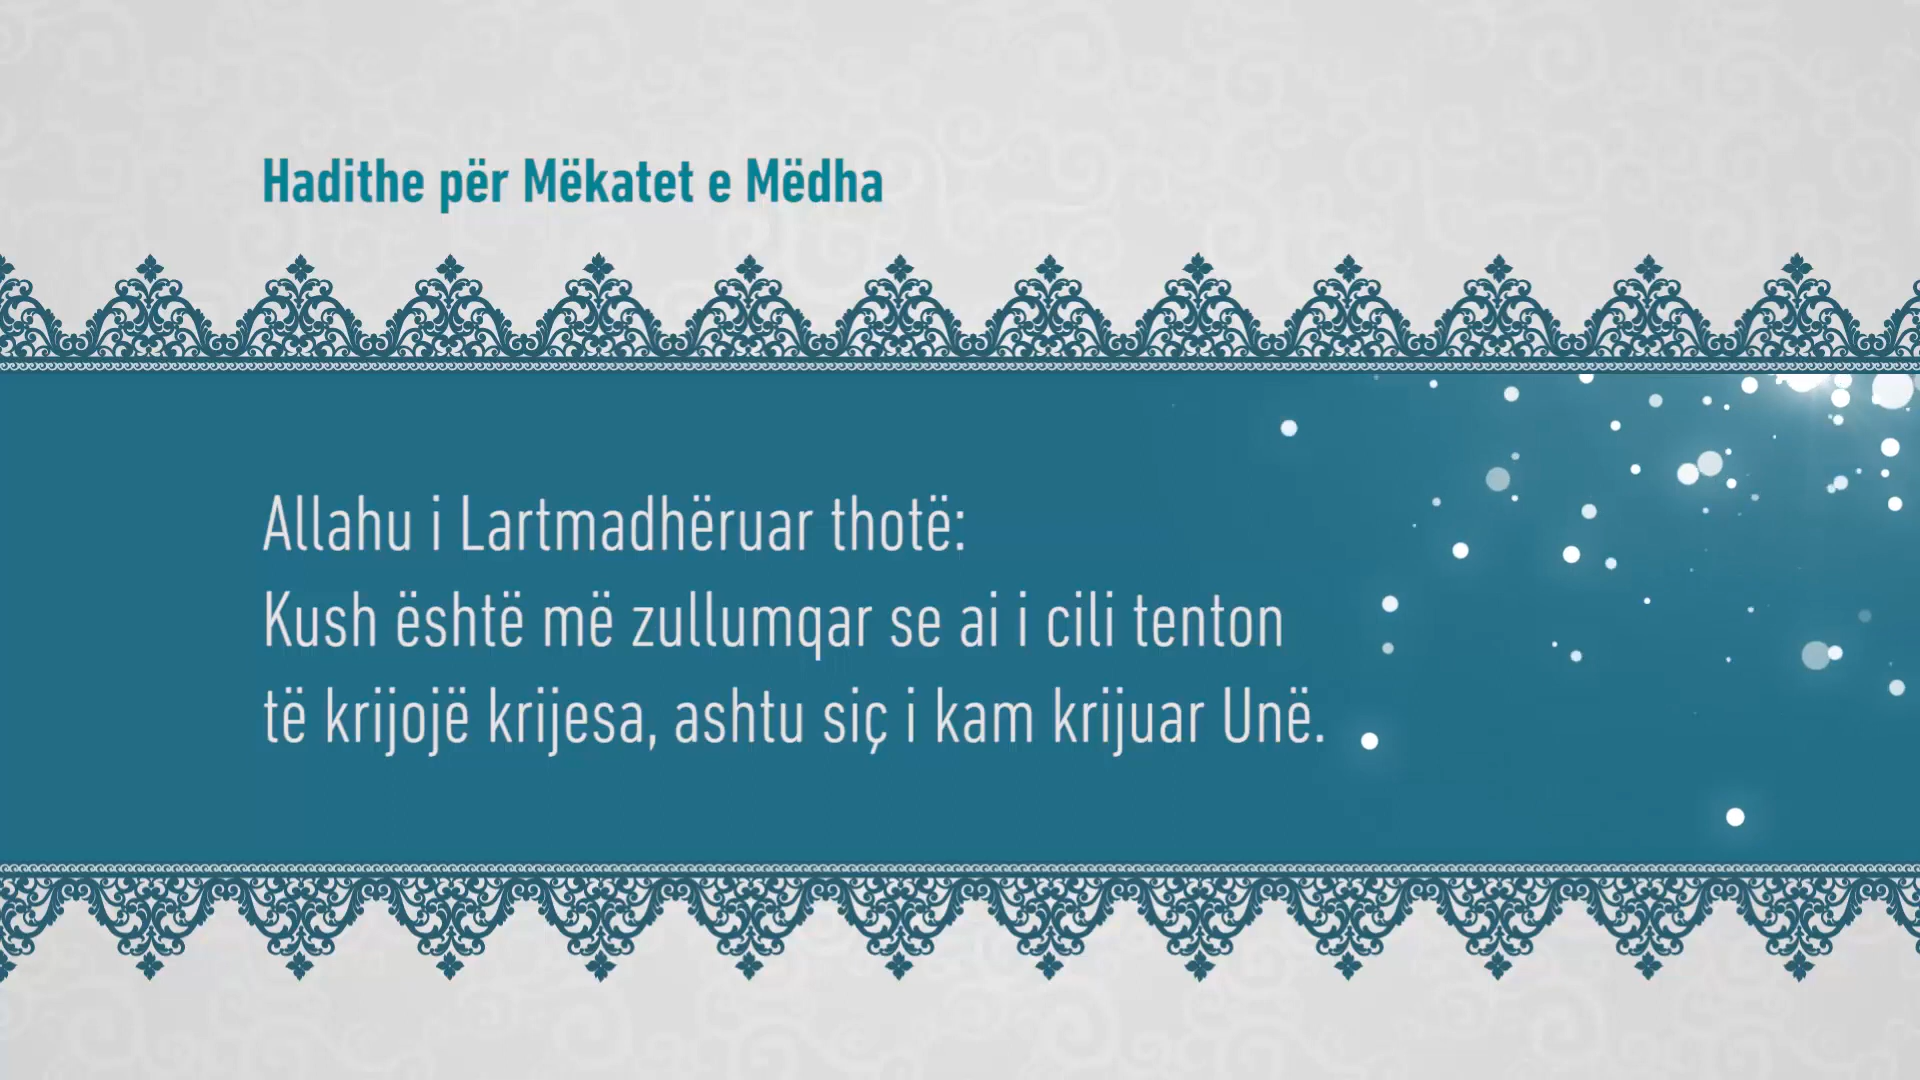 Hadithe për Mëkatet e Mëdha
Allahu i Lartmadhëruar thotë:
Kush është më zullumqar se ai i cili tenton
të krijojë krijesa, ashtu siç i kam krijuar Unë.